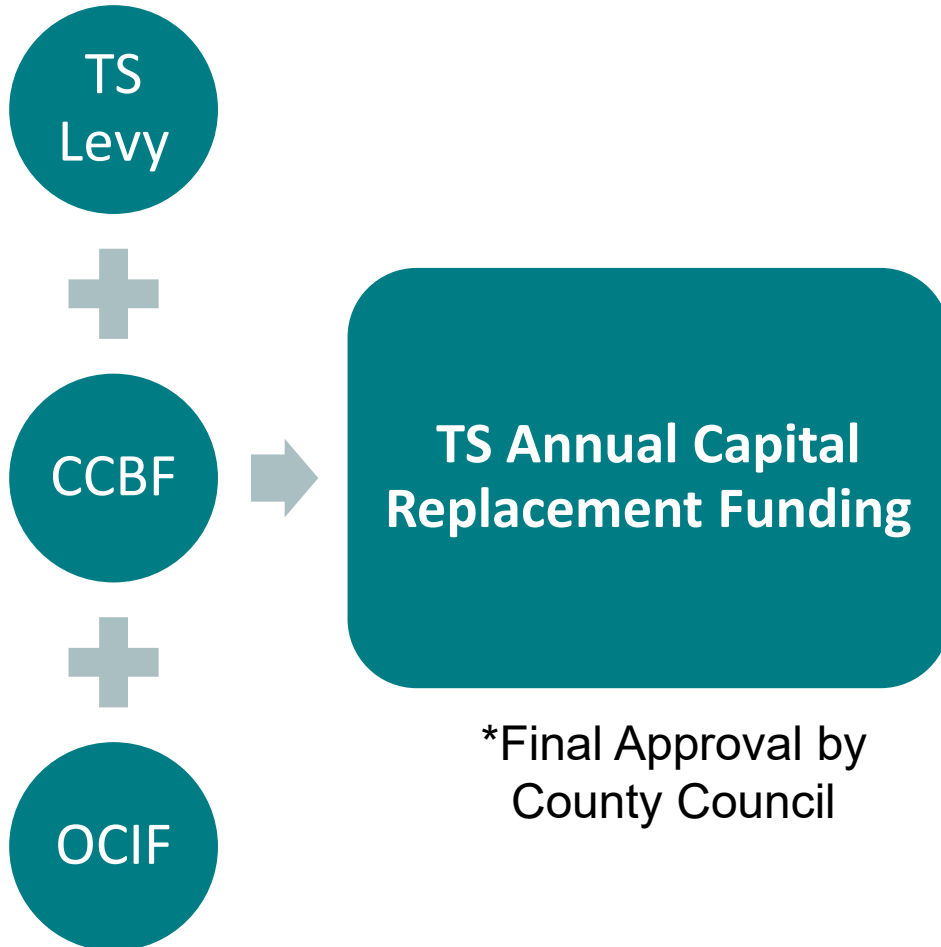 TS
Levy
CCBF
OCIF
TS Annual Capital
Replacement Funding
*Final Approval by
County Council